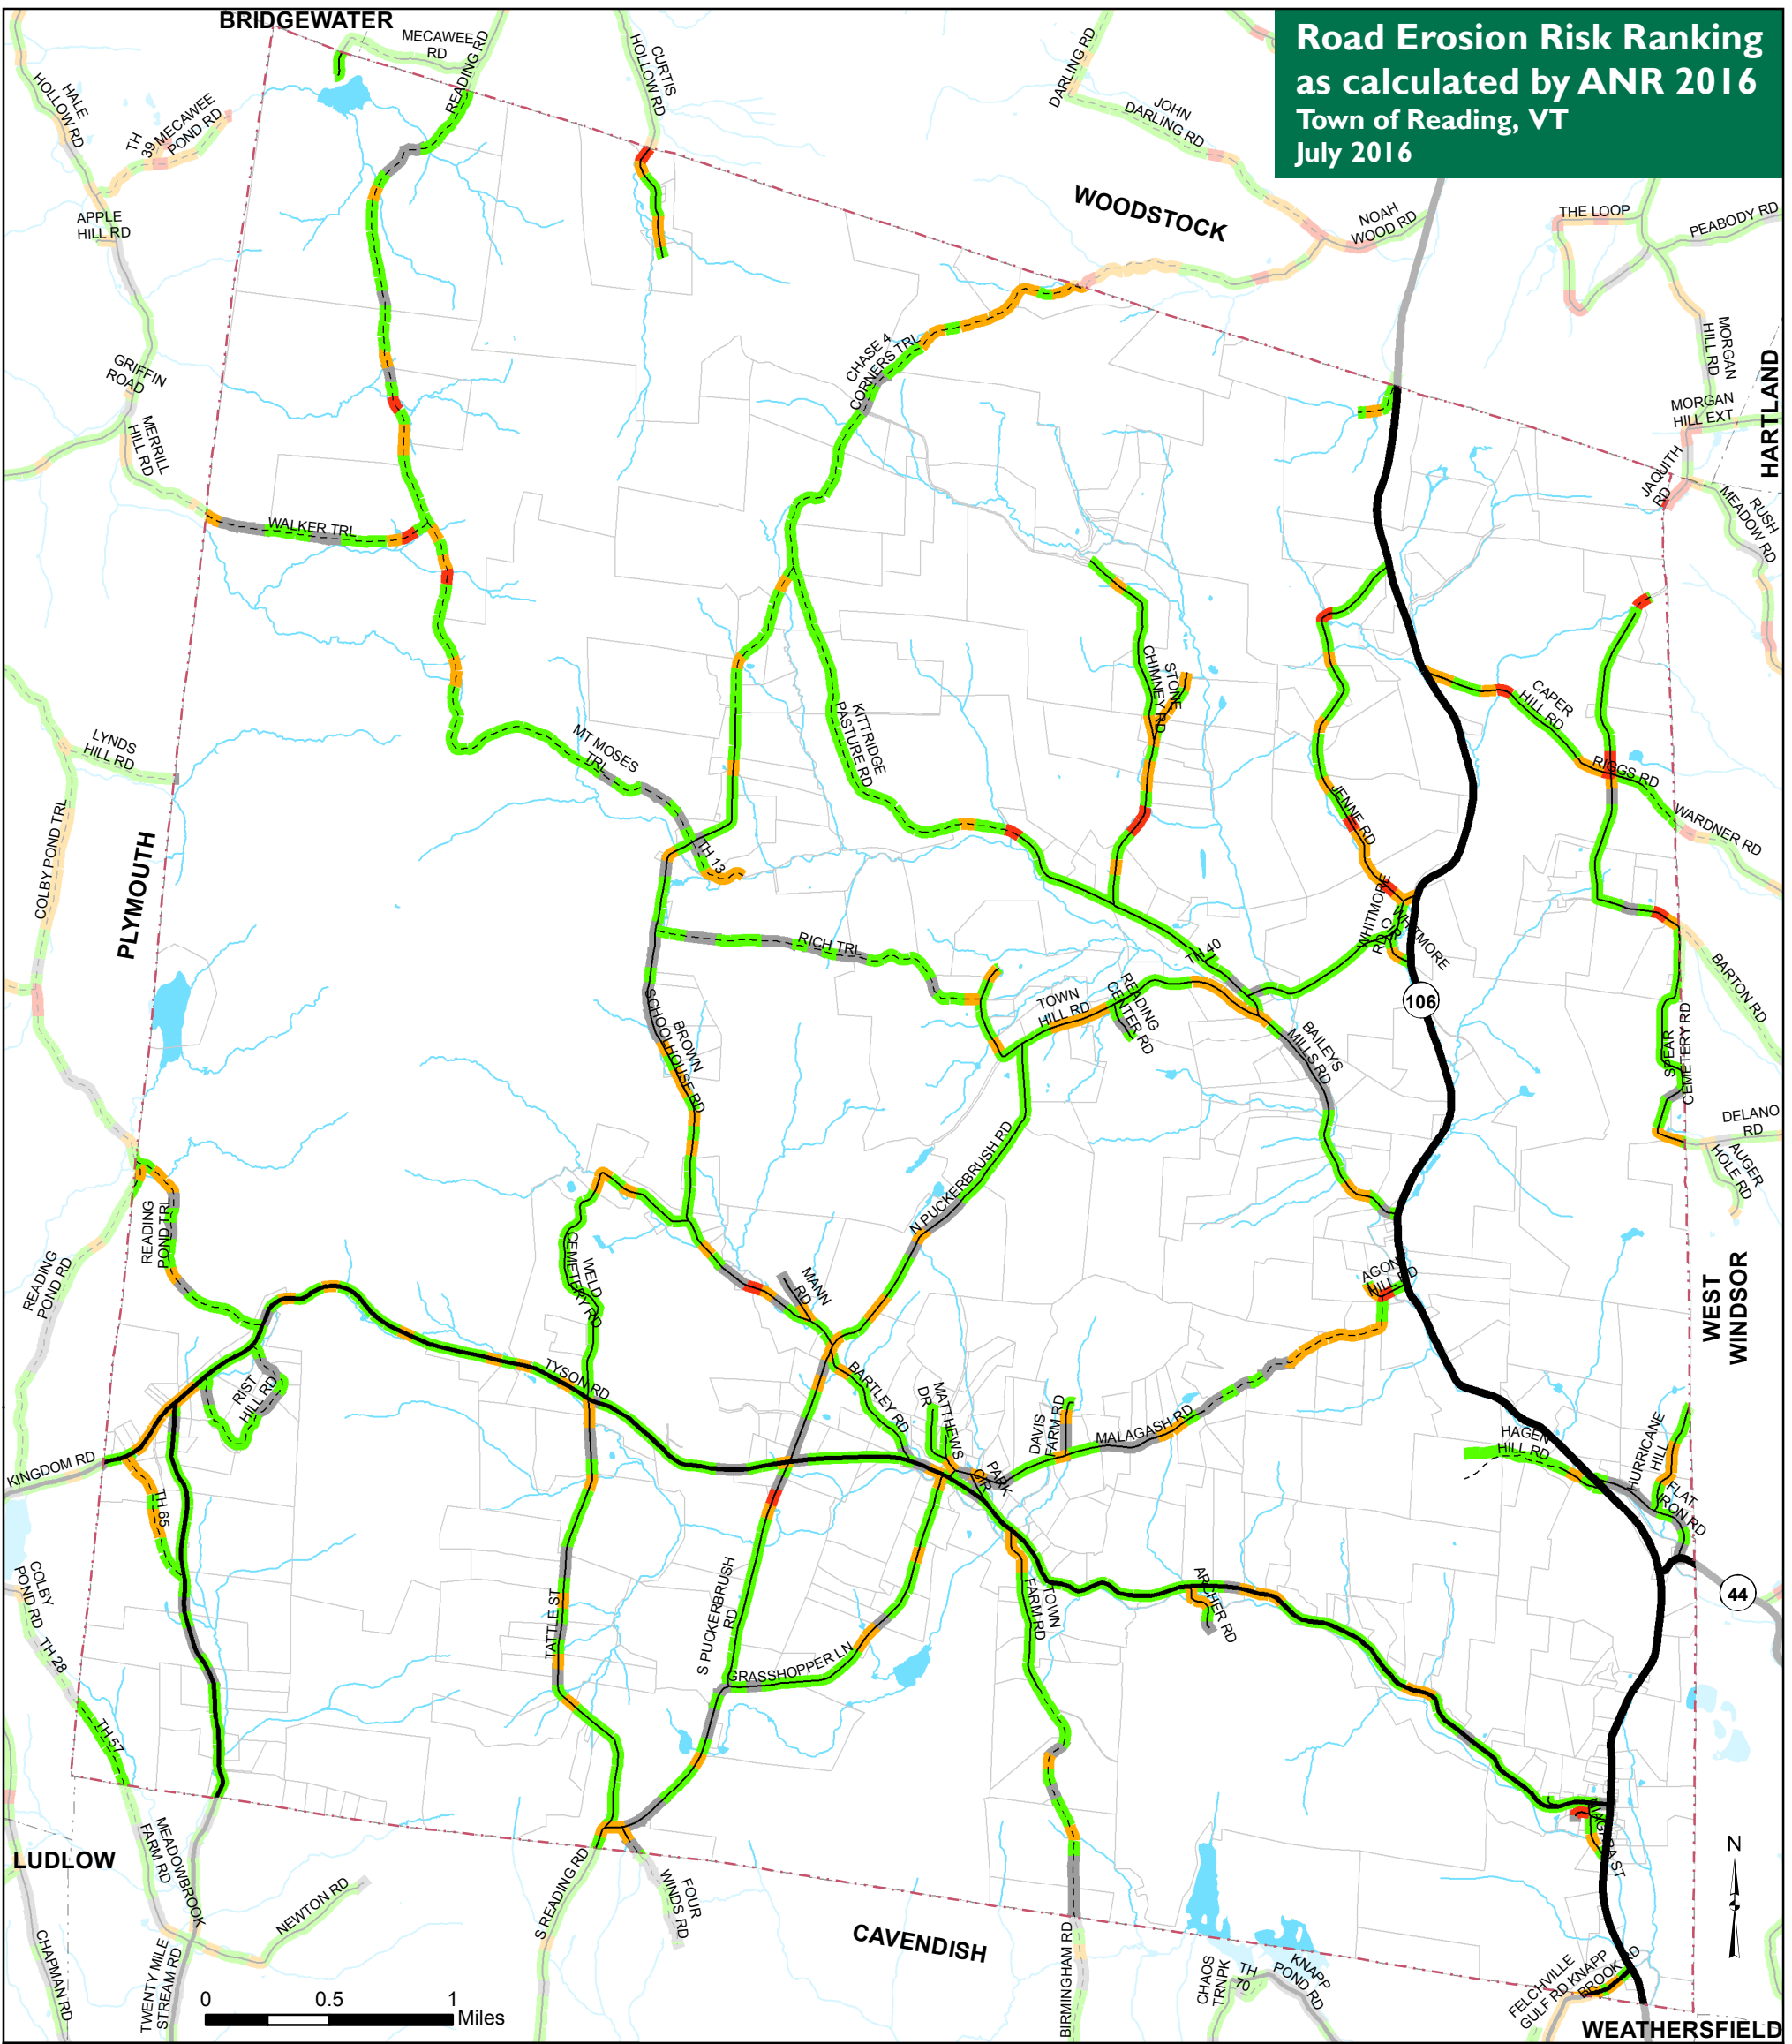 BRIDGEWATER
Road Erosion Risk Ranking
as calculated by ANR 2016
Town of Reading, VT
July 2016
MECAWEE
RD
READING RD
CURTIS
HOLLOW RD
DARLING RD
JOHN
DARLING RD
HALE
HOLLOW RD
TH
39 MECAWEE
POND RD
WOODSTOCK
NOAH
WOOD RD
THE LOOP
PEABODY RD
APPLE
HILL RD
CHASE 4
CORNERS TRL
MORGAN
HILL RD
HARTLAND
GRIFFIN
ROAD
MORGAN
HILL EXT
MERRILL
HILL RD
JAQUITH
RD
RUSH
MEADOW RD
WALKER TRL
STONE
CHIMNEY RD
CAPER
HILL RD
KITTRIDGE
PASTURE RD
LYNDS
HILL RD
MT MOSES
TRL
RIGGS RD
COLBY POND TRL
JENNE RD
WARDNER RD
PLYMOUTH
TH 13
WHITMORE
RD
WHITMORE
CIR
RICH TRL
TH 40
BARTON RD
READING
CENTER RD
TOWN
HILL RD
106
BROWN
SCHOOLHOUSE RD
BAILEYS
MILLS RD
SPEAR
CEMETERY RD
DELANO
RD
AUGER
HOLE RD
N PUCKERBRUSH RD
READING
POND TRL
READING
POND RD
WELD
CEMETERY RD
MANN
RD
AGON
HILL RD
WEST
WINDSOR
TYSON RD
RIST
HILL RD
BARTLEY RD
MATTHEWS
DR
DAVIS
FARM RD
MALAGASH RD
PARK
CIR
HAGEN
HILL RD
HURRICANE
HILL
FLAT
IRON RD
KINGDOM RD
TH 65
COLBY
POND RD
TH 28
TATTLE ST
S PUCKERBRUSH
RD
TOWN
FARM RD
ARCHER RD
44
GRASSHOPPER LN
TH 57
NIAGARA ST
LUDLOW
MEADOWBROOK
FARM RD
NEWTON RD
S READING RD
FOUR
WINDS RD
CAVENDISH
N
CHAPMAN RD
TWENTY MILE
STREAM RD
BIRMINGHAM RD
CHAOS
TRNPK
TH
70
KNAPP
POND RD
FELCHVILLE
GULF RD
KNAPP
BROOK RD
0 0.5 1
Miles
WEATHERSFIELD